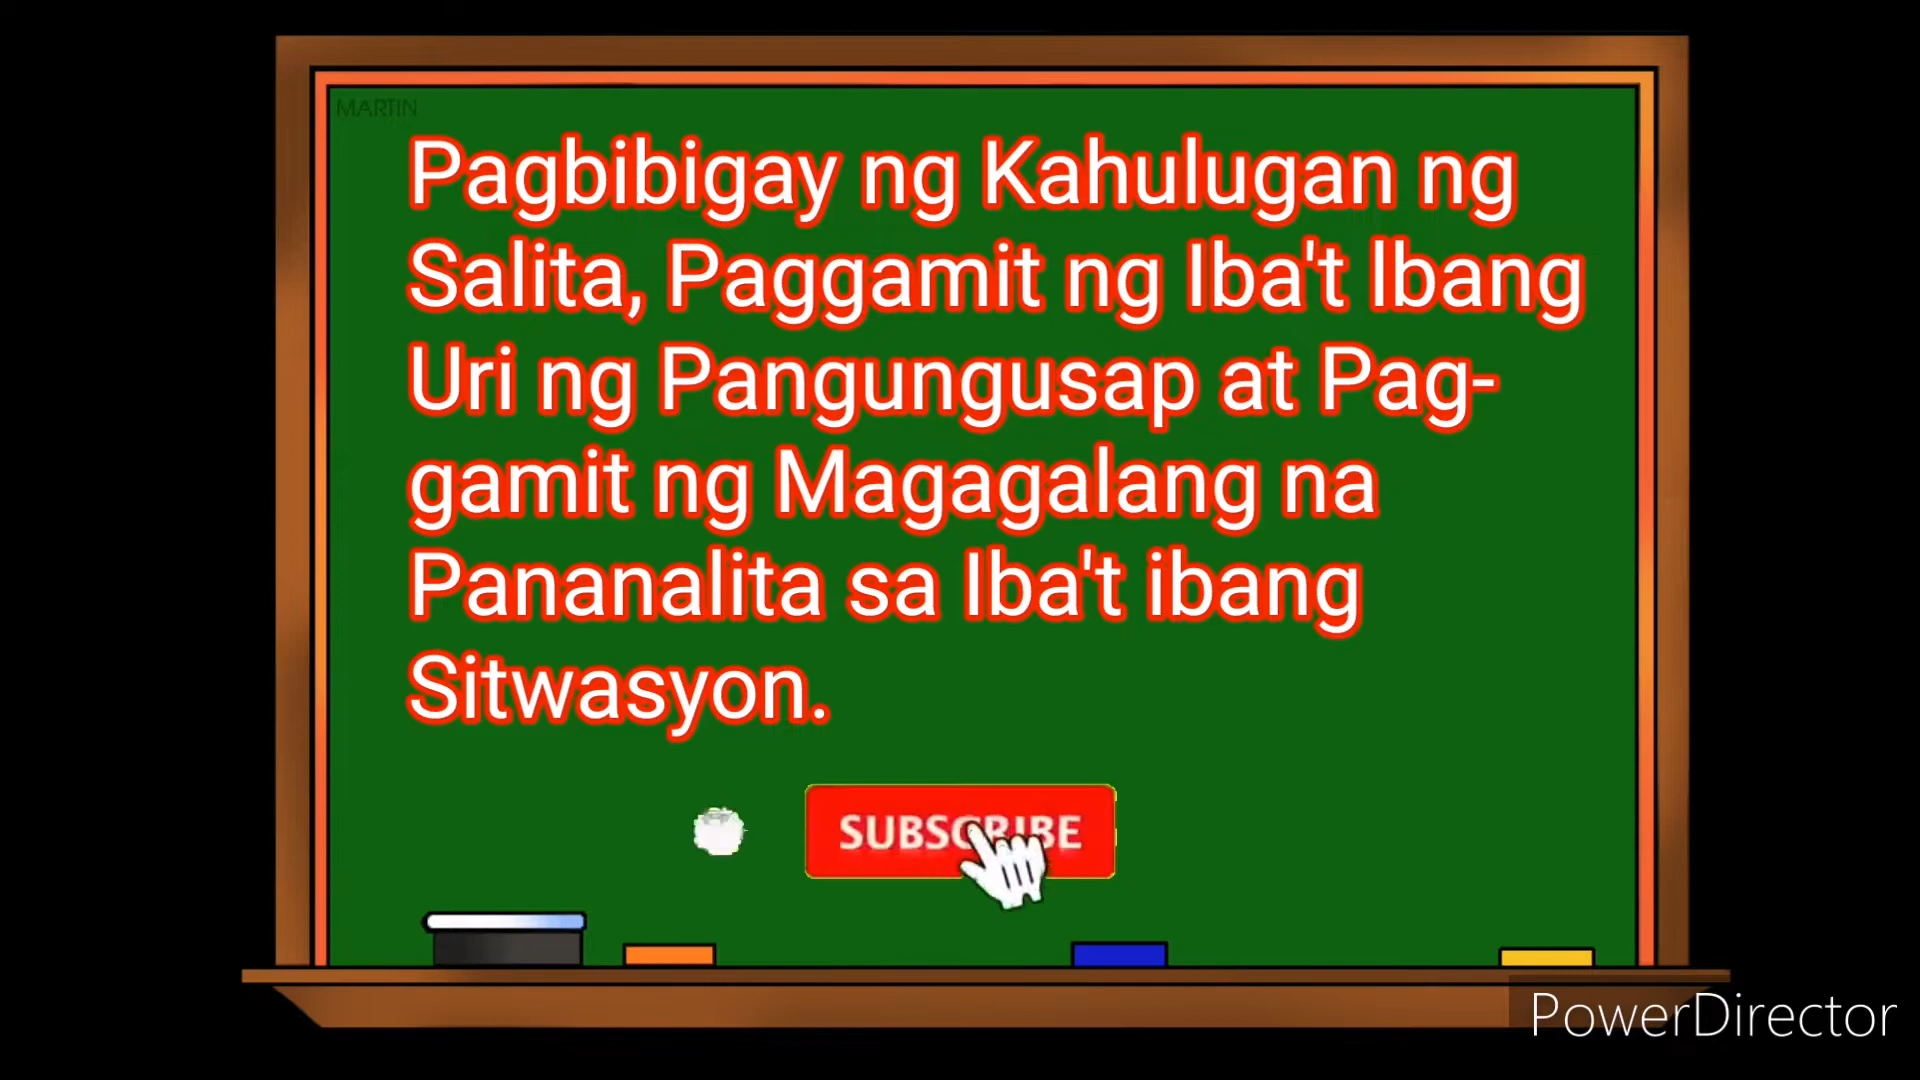 MARTIN
Pagbibigay ng Kahulugan ng
Salita, Paggamit ng Iba't Ibang
Uri ng Pangungusap at Pag-
gamit ng Magagalang na
Pananalita sa Iba't ibang
Sitwasyon.
SUBSCRIBE
PowerDirector